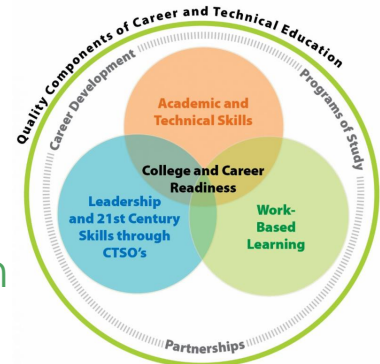 Quality Components of Career and Technical Education
Career Development
Programs of Study
Academic and
Technical Skills
College and Career
Readiness
Leadership
and 21st Century
Skills through
CTSO's
Work-
Based
Learning
Partnerships